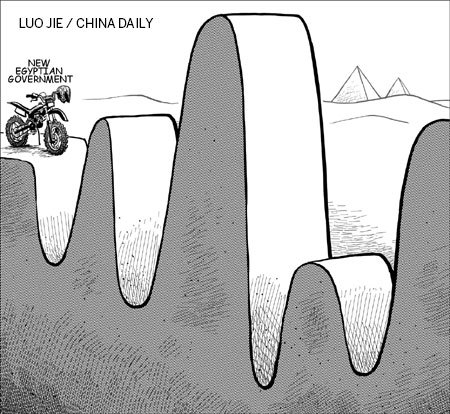 LUO JIE / CHINA DAILY
NEW
EGYPTIAN
GOVERNMENT